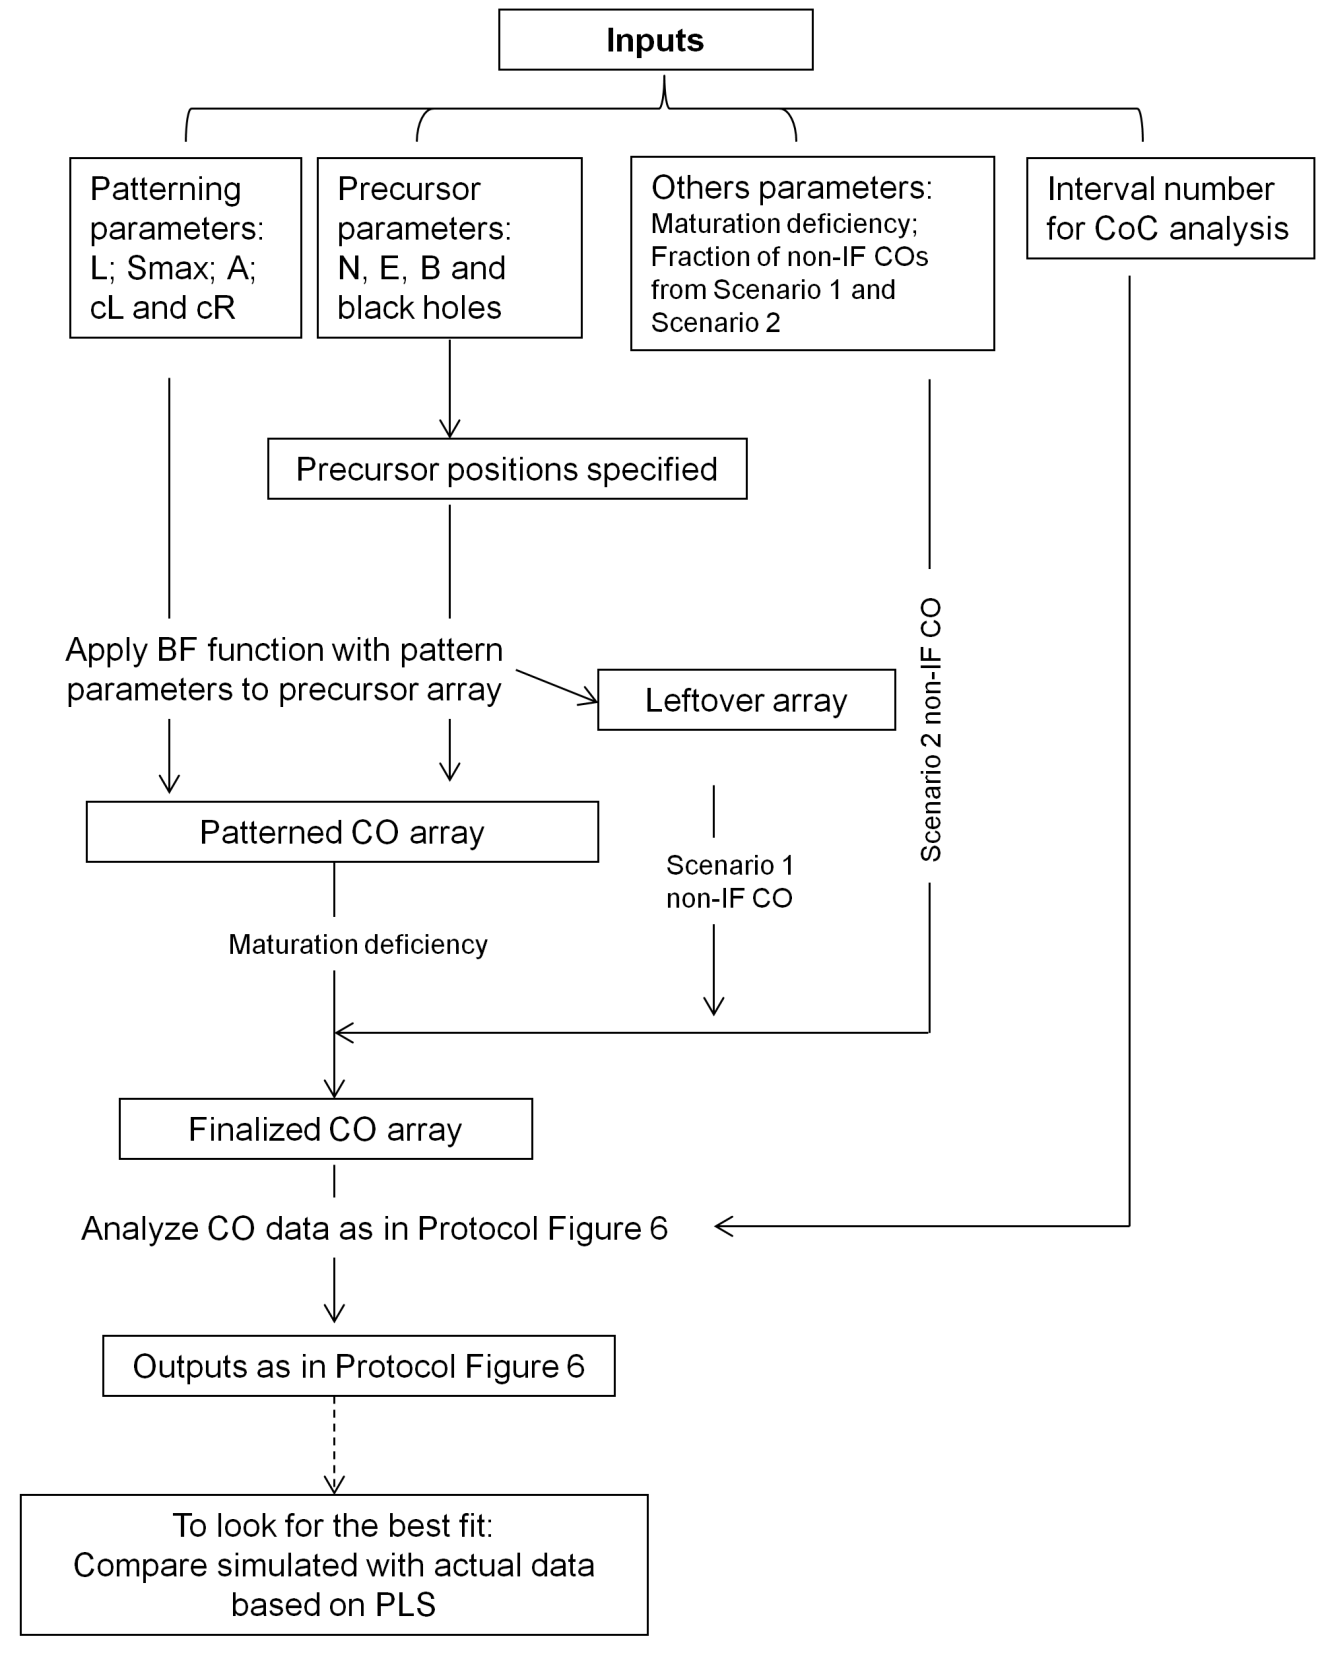 Inputs
Patterning
parameters:
L; Smax; A;
cL and cR
Precursor
parameters:
N, E, B and
black holes
Others parameters:
Maturation deficiency;
Fraction of non-IF COs
from Scenario 1 and
Scenario 2
Interval number
for CoC analysis
Precursor positions specified
Apply BF function with pattern
parameters to precursor array
Leftover array
Scenario 2 non-IF CO
Patterned CO array
Scenario 1
non-IF CO
Maturation deficiency
Finalized CO array
Analyze CO data as in Protocol Figure 6
Outputs as in Protocol Figure 6
To look for the best fit:
Compare simulated with actual data
based on PLS